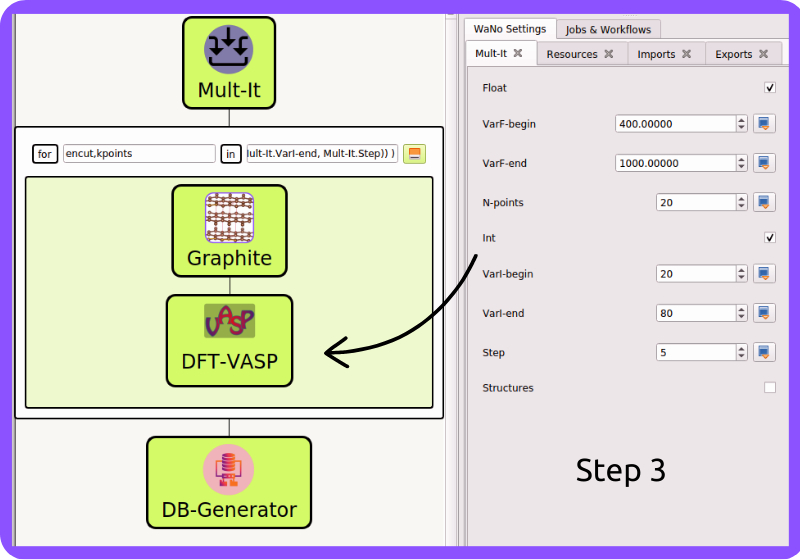 Mult-It
for
encut,kpoints
in
Mult-It.VarI-end, Mult-It.Step)) )
Graphite
VASP
DFT-VASP
DB-Generator
WaNo Settings
Jobs & Workflows
Mult-It
Resources
Imports
Exports
Float
VarF-begin
400.00000
VarF-end
1000.00000
N-points
20
Int
VarI-begin
20
VarI-end
80
Step
5
Structures
Step 3